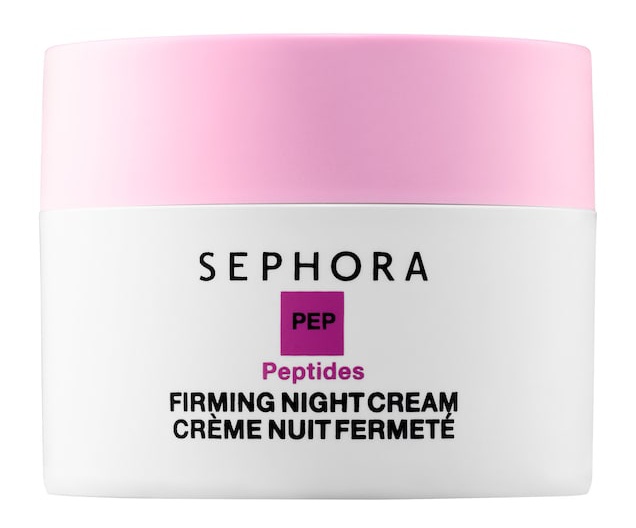 SEPHORA
PEP
Peptides
FIRMING NIGHT CREAM
CRÈME NUIT FERMETÉ